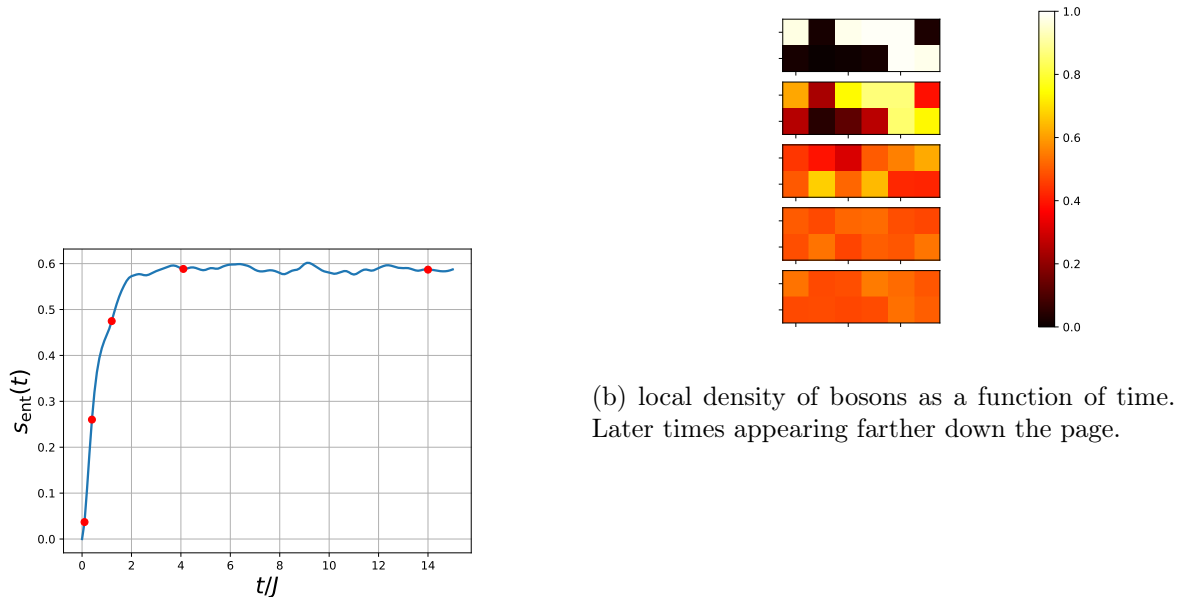 1.0
0.8
0.6
0.4
0.2
0.0
0.6
0.5
0.4
0.3
0.2
0.1
0.0
s_ent(t)
0 2 4 6 8 10 12 14
t/J
(b) local density of bosons as a function of time.
Later times appearing farther down the page.